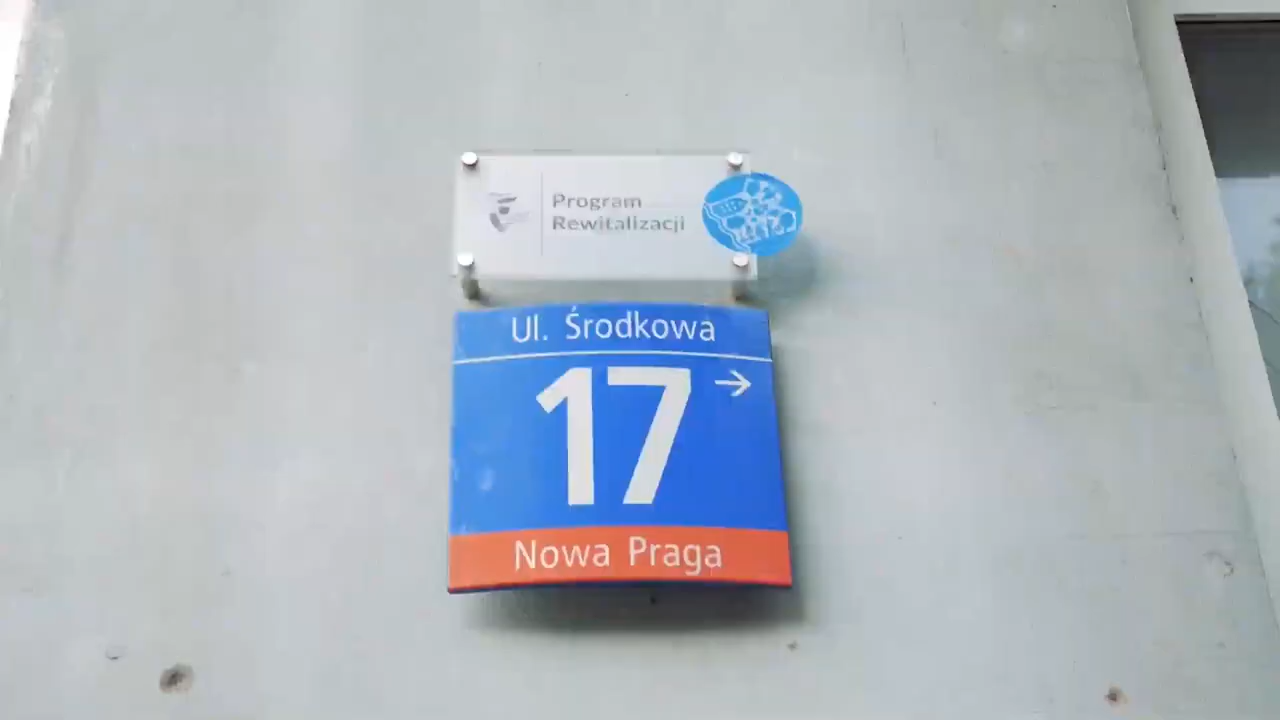 Program
Rewitalizacji
Ul. Środkowa
17 →
Nowa Praga